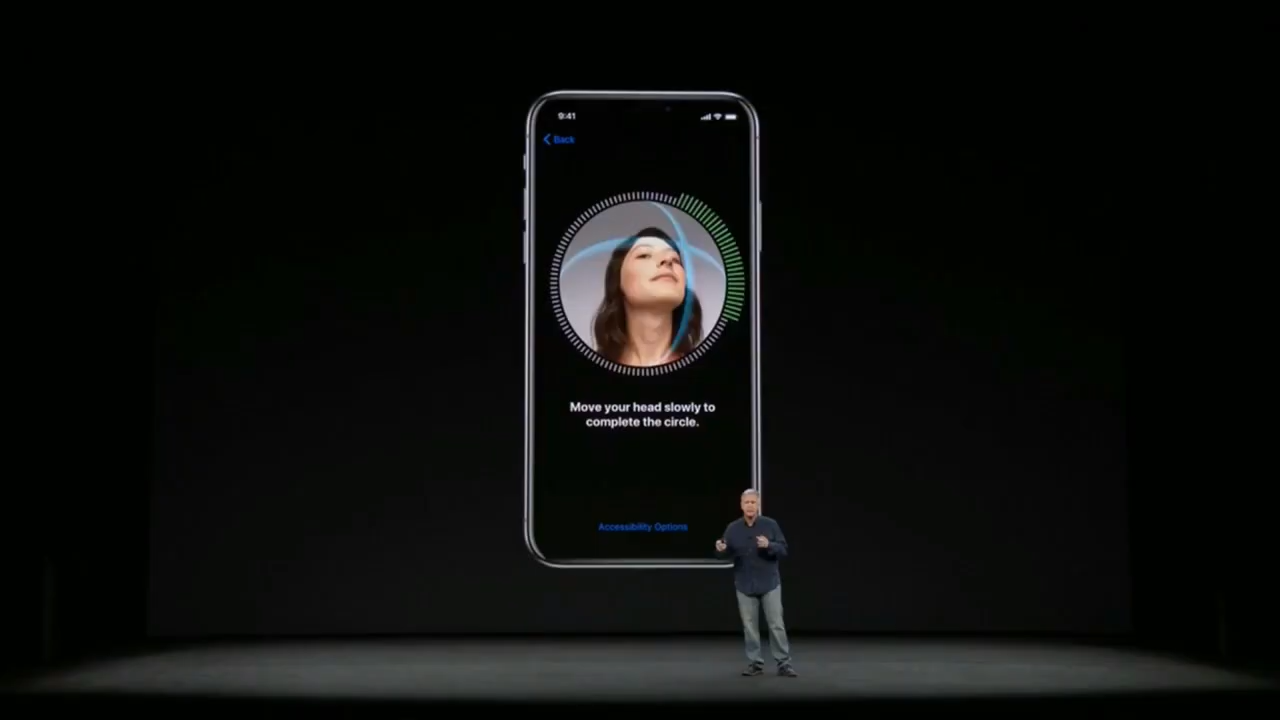 9:41
Back
Move your head slowly to
complete the circle.
Accessibility Options